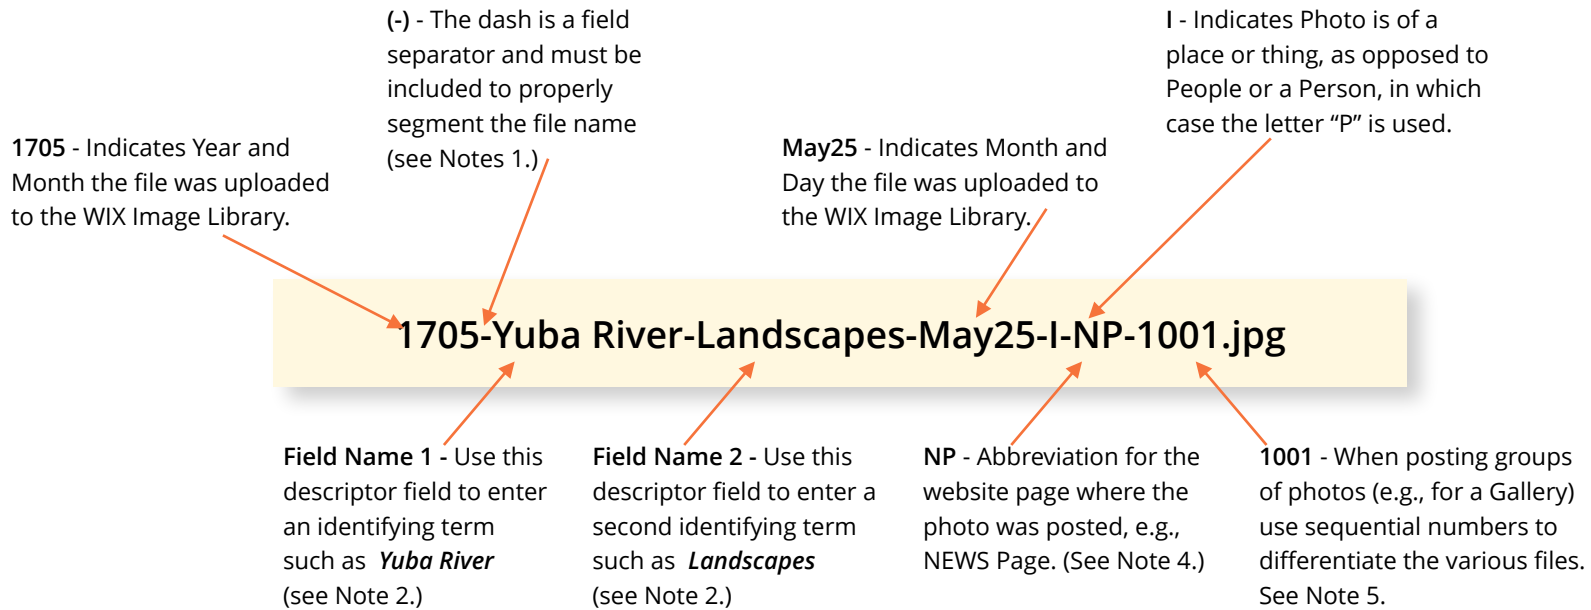 (-) - The dash is a field
separator and must be
included to properly
segment the file name
(see Notes 1.)
I - Indicates Photo is of a
place or thing, as opposed to
People or a Person, in which
case the letter “P” is used.
1705 - Indicates Year and
Month the file was uploaded
to the WIX Image Library.
May25 - Indicates Month and
Day the file was uploaded to
the WIX Image Library.
1705-Yuba River-Landscapes-May25-I-NP-1001.jpg
Field Name 1 - Use this
descriptor field to enter
an identifying term
such as Yuba River
(see Note 2.)
Field Name 2 - Use this
descriptor field to enter a
second identifying term
such as Landscapes
(see Note 2.)
NP - Abbreviation for the
website page where the
photo was posted, e.g.,
NEWS Page. (See Note 4.)
1001 - When posting groups
of photos (e.g., for a Gallery)
use sequential numbers to
differentiate the various files.
See Note 5.